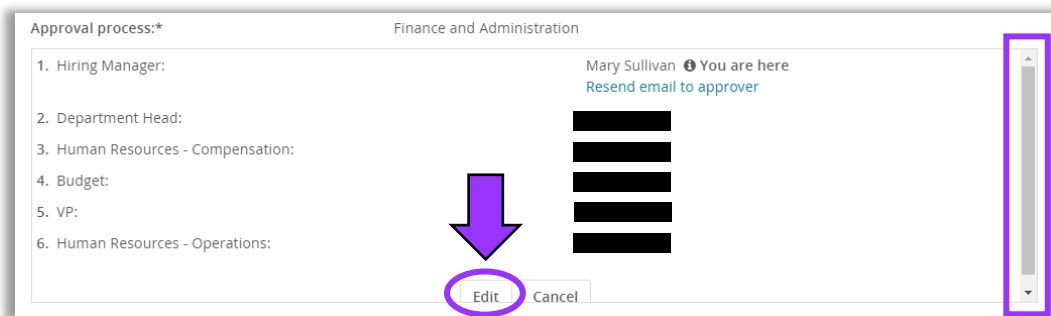 Approval process:* Finance and Administration
1. Hiring Manager: Mary Sullivan You are here
Resend email to approver
2. Department Head:
3. Human Resources - Compensation:
4. Budget:
5. VP:
6. Human Resources - Operations:
Edit Cancel